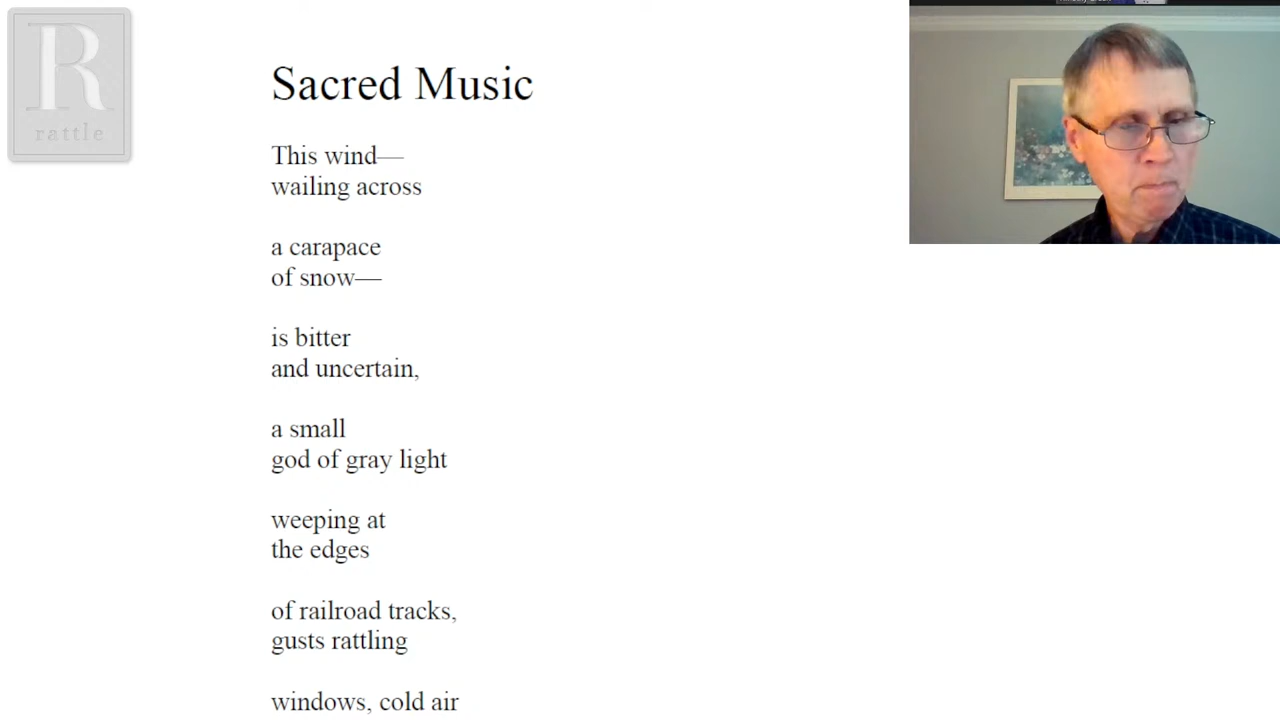 R
rattle
Sacred Music
This wind—
wailing across
a carapace
of snow—
is bitter
and uncertain,
a small
god of gray light
weeping at
the edges
of railroad tracks,
gusts rattling
windows, cold air